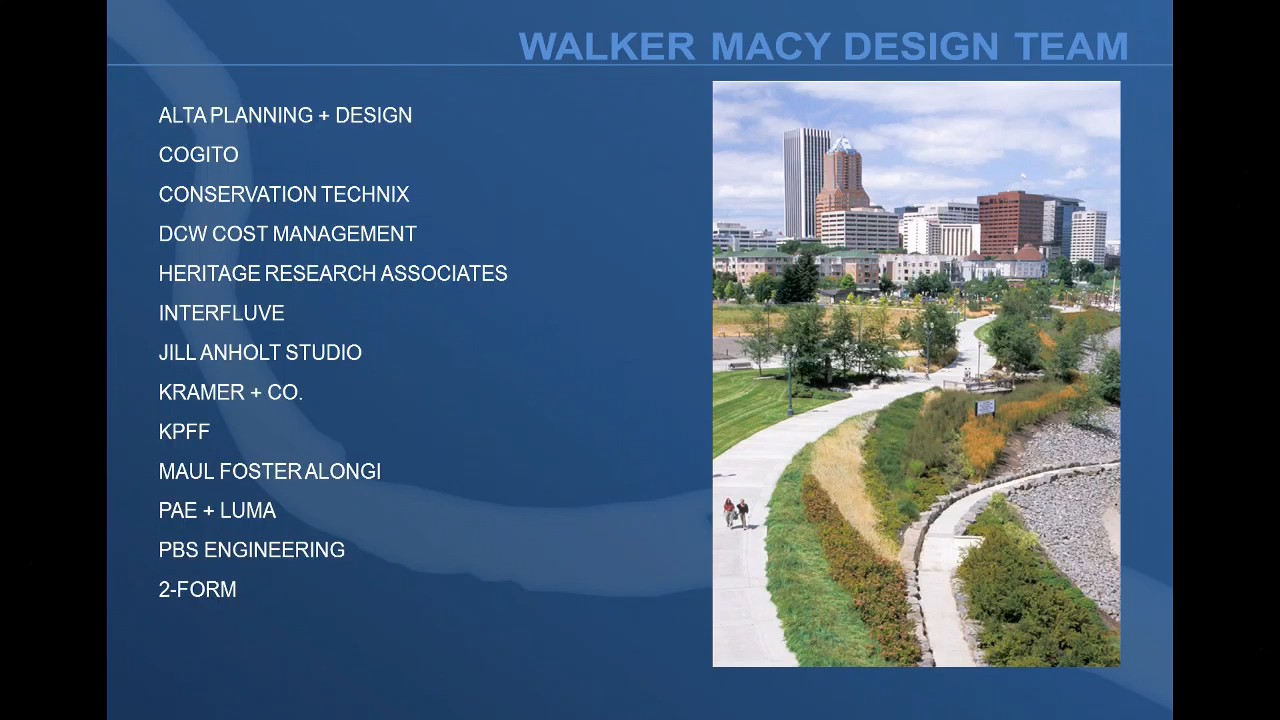 WALKER MACY DESIGN TEAM
ALTA PLANNING + DESIGN
COGITO
CONSERVATION TECHNIX
DCW COST MANAGEMENT
HERITAGE RESEARCH ASSOCIATES
INTERFLUVE
JILL ANHOLT STUDIO
KRAMER + CO.
KPFF
MAUL FOSTER ALONGI
PAE + LUMA
PBS ENGINEERING
2-FORM